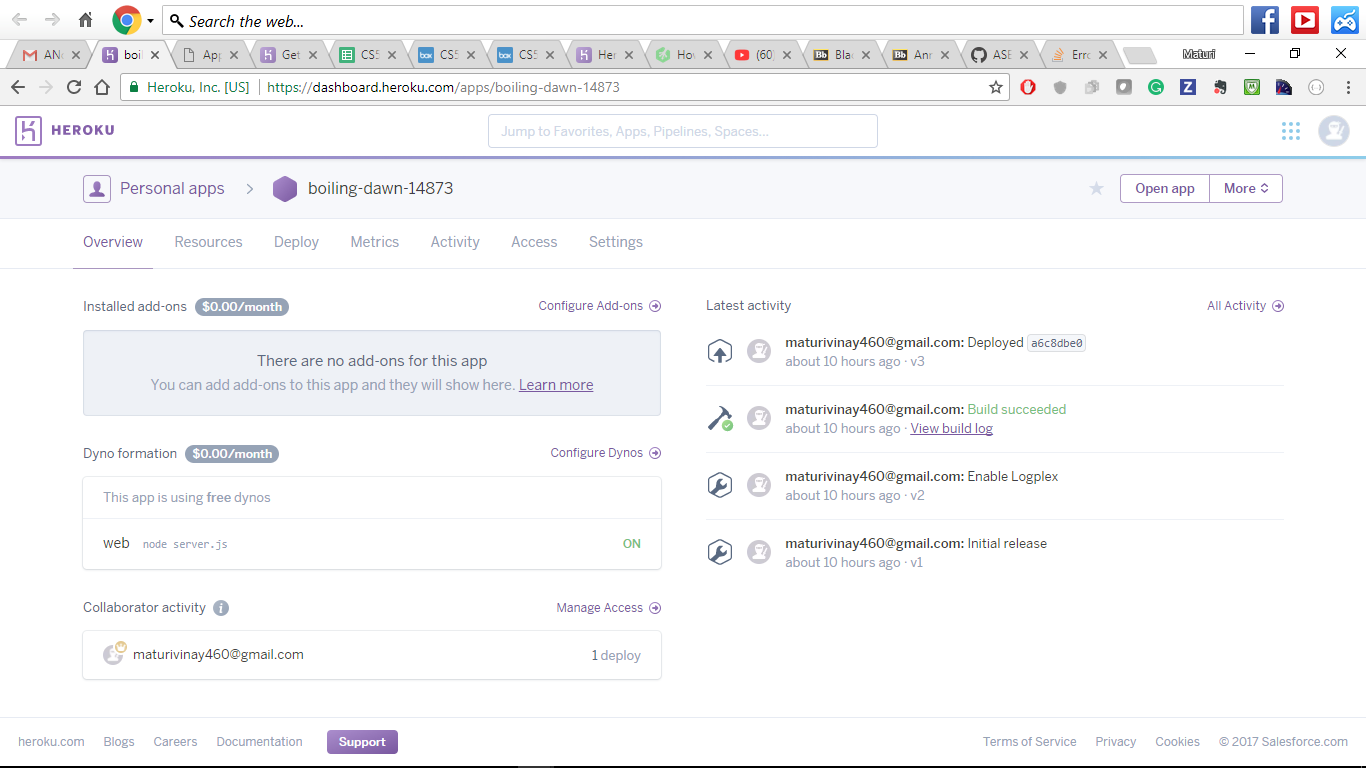 Search the web...
ANo
boi
App
Get
CS5
CS5
CS5
Her
Hov
(60)
Bb Blac
Bb Ann
ASE
Erro
Maturi
Heroku, Inc. [US] https://dashboard.heroku.com/apps/boiling-dawn-14873
HEROKU
Jump to Favorites, Apps, Pipelines, Spaces...
Personal apps > boiling-dawn-14873
Open app More
Overview Resources Deploy Metrics Activity Access Settings
Installed add-ons $0.00/month Configure Add-ons
There are no add-ons for this app
You can add add-ons to this app and they will show here. Learn more
Dyno formation $0.00/month Configure Dynos
This app is using free dynos
web node server.js ON
Collaborator activity i Manage Access
maturivinay460@gmail.com 1 deploy
Latest activity All Activity
maturivinay460@gmail.com: Deployed a6c8dbe0
about 10 hours ago · v3
maturivinay460@gmail.com: Build succeeded
about 10 hours ago · View build log
maturivinay460@gmail.com: Enable Logplex
about 10 hours ago · v2
maturivinay460@gmail.com: Initial release
about 10 hours ago · v1
heroku.com Blogs Careers Documentation Support Terms of Service Privacy Cookies © 2017 Salesforce.com